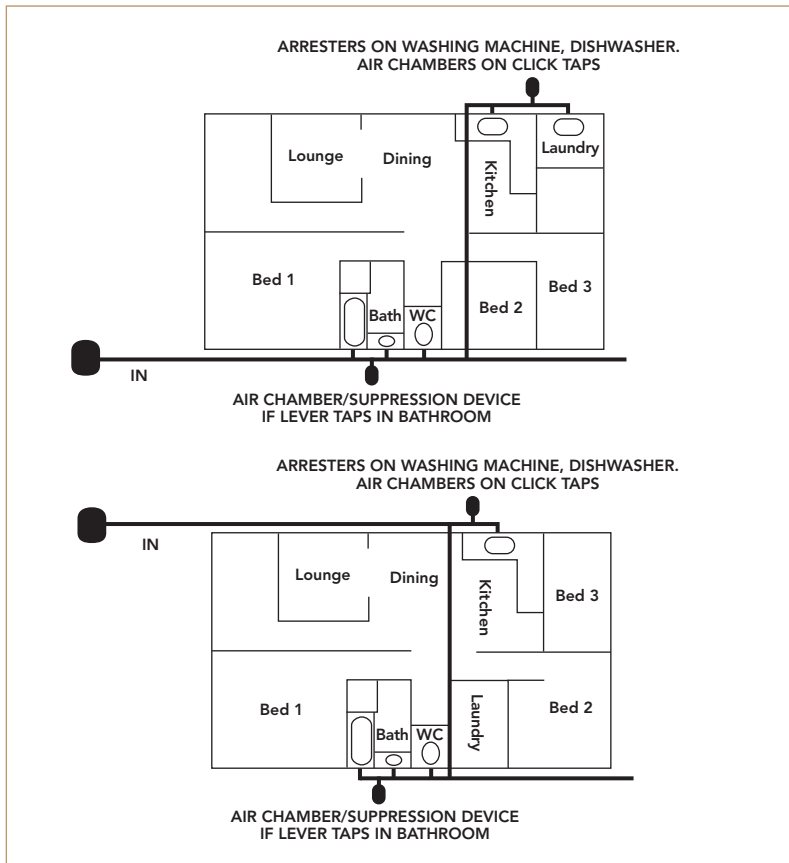 ARRESTERS ON WASHING MACHINE, DISHWASHER.
AIR CHAMBERS ON CLICK TAPS
Lounge
Dining
Kitchen
Laundry
Bed 1
Bath
WC
Bed 2
Bed 3
IN
AIR CHAMBER/SUPPRESSION DEVICE
IF LEVER TAPS IN BATHROOM
ARRESTERS ON WASHING MACHINE, DISHWASHER.
AIR CHAMBERS ON CLICK TAPS
IN
Lounge
Dining
Kitchen
Bed 3
Bed 1
Bath
WC
Laundry
Bed 2
AIR CHAMBER/SUPPRESSION DEVICE
IF LEVER TAPS IN BATHROOM